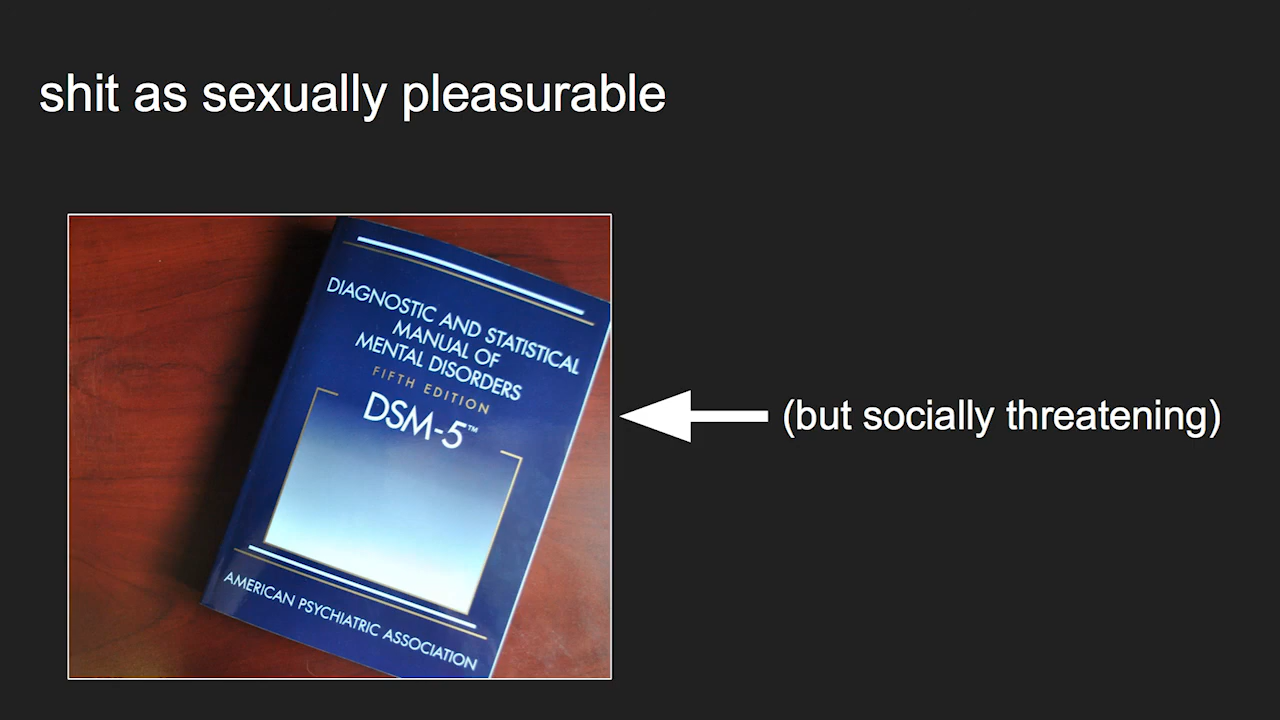 shit as sexually pleasurable
DIAGNOSTIC AND STATISTICAL
MANUAL OF
MENTAL DISORDERS
FIFTH EDITION
DSM-5™
AMERICAN PSYCHIATRIC ASSOCIATION
(but socially threatening)